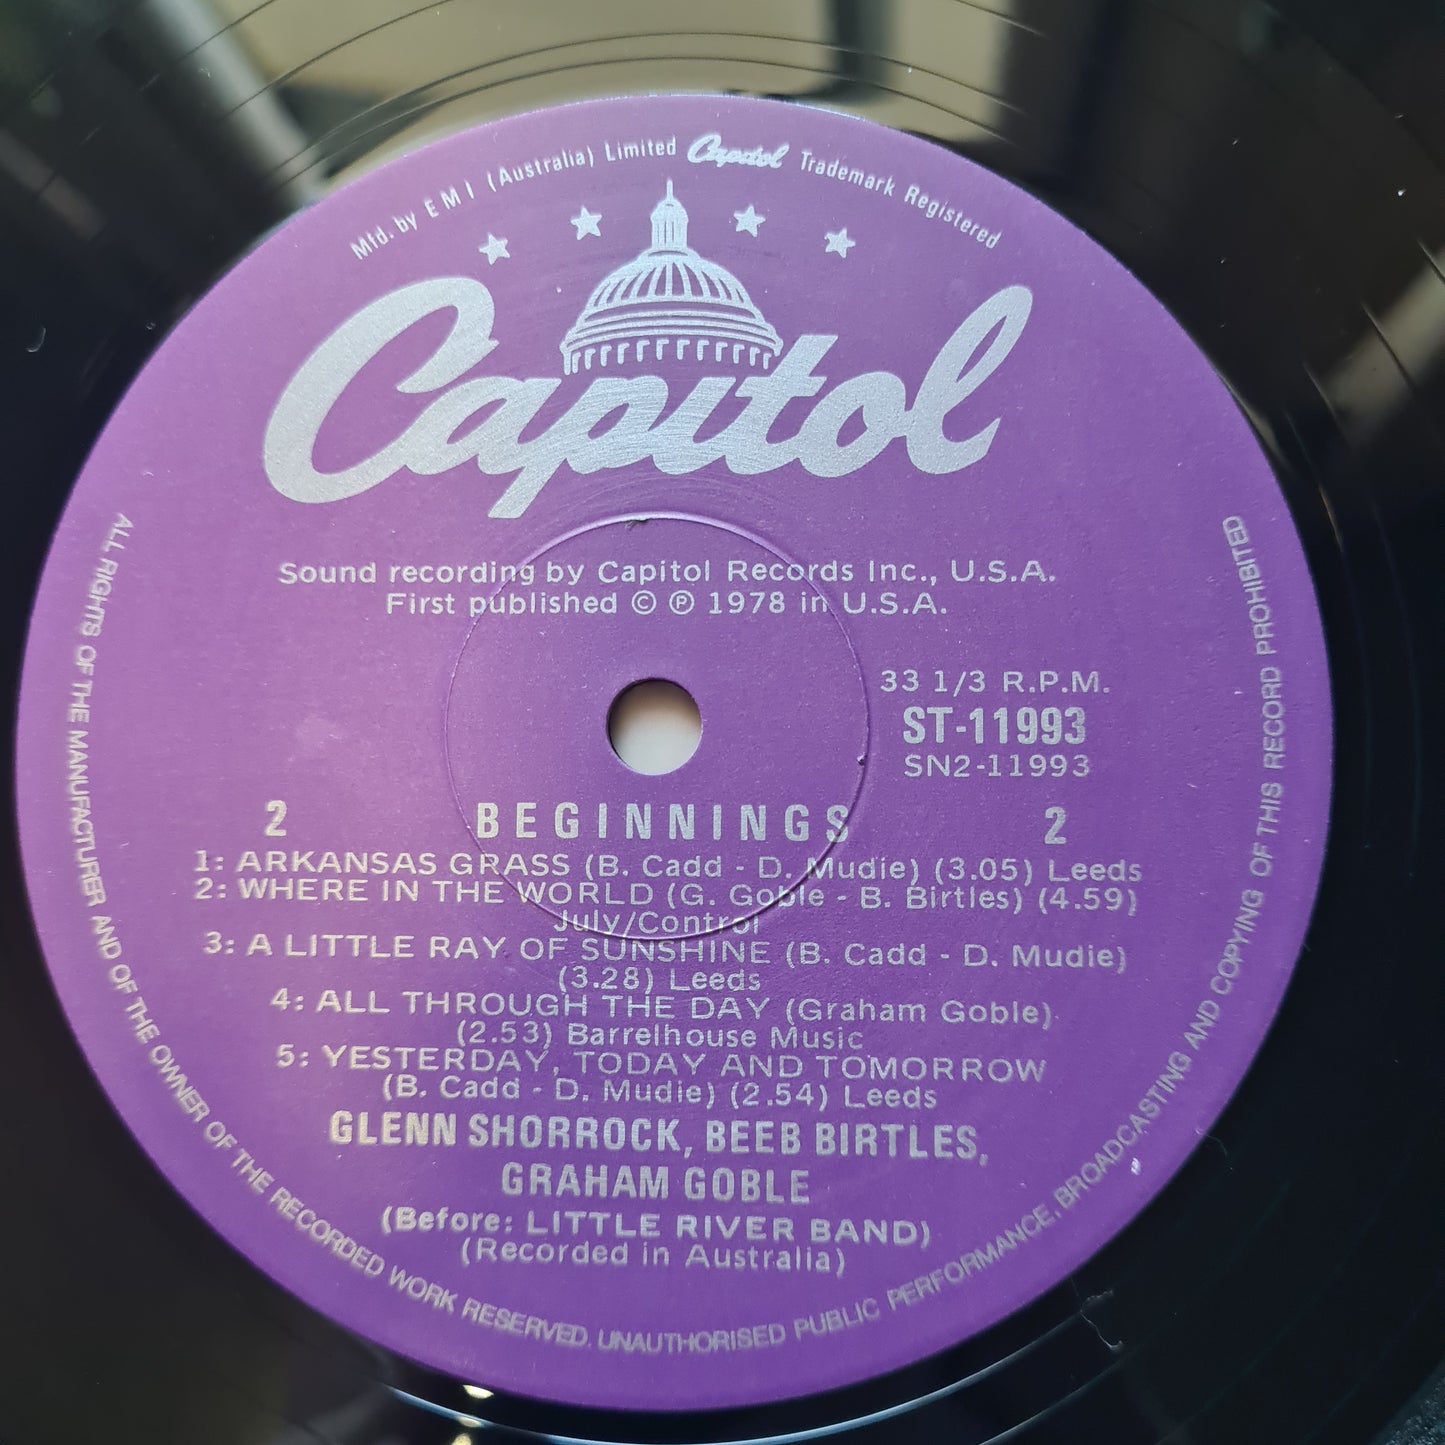 Mfd. by E M I (Australia) Limited Capitol Trademark Registered
Capitol
Sound recording by Capitol Records Inc., U.S.A.
First published © ℗ 1978 in U.S.A.
33 1/3 R.P.M.
ST-11993
SN2-11993
2 BEGINNINGS 2
1: ARKANSAS GRASS (B. Cadd - D. Mudie) (3.05) Leeds
2: WHERE IN THE WORLD (G. Goble - B. Birtles) (4.59)
July/Control
3: A LITTLE RAY OF SUNSHINE (B. Cadd - D. Mudie)
(3.28) Leeds
4: ALL THROUGH THE DAY (Graham Goble)
(2.53) Barrelhouse Music
5: YESTERDAY, TODAY AND TOMORROW
(B. Cadd - D. Mudie) (2.54) Leeds
GLENN SHORROCK, BEEB BIRTLES,
GRAHAM GOBLE
(Before: LITTLE RIVER BAND)
(Recorded in Australia)
ALL RIGHTS OF THE MANUFACTURER AND OF THE OWNER OF THE RECORDED WORK RESERVED. UNAUTHORISED PUBLIC PERFORMANCE, BROADCASTING AND COPYING OF THIS RECORD PROHIBITED